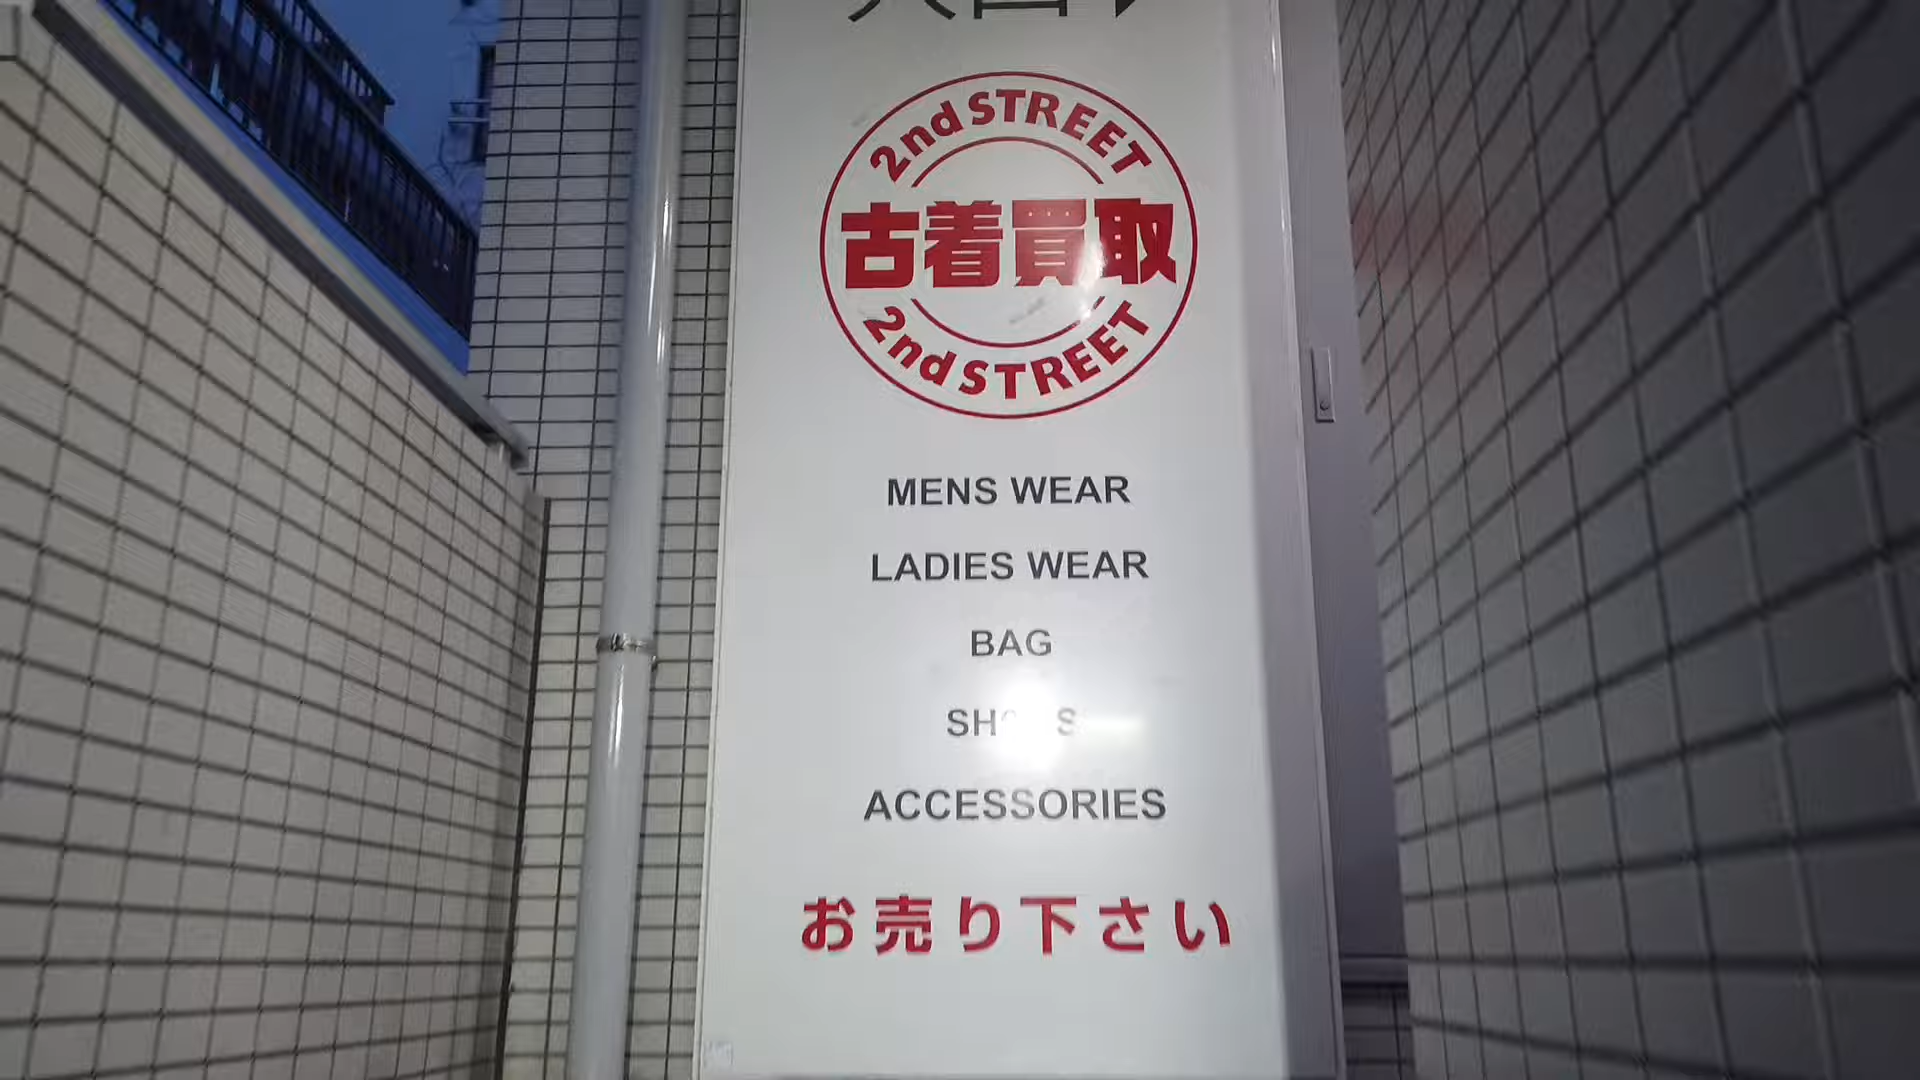 2nd STREET
古着買取
2nd STREET
MENS WEAR
LADIES WEAR
BAG
ACCESSORIES
お売り下さい